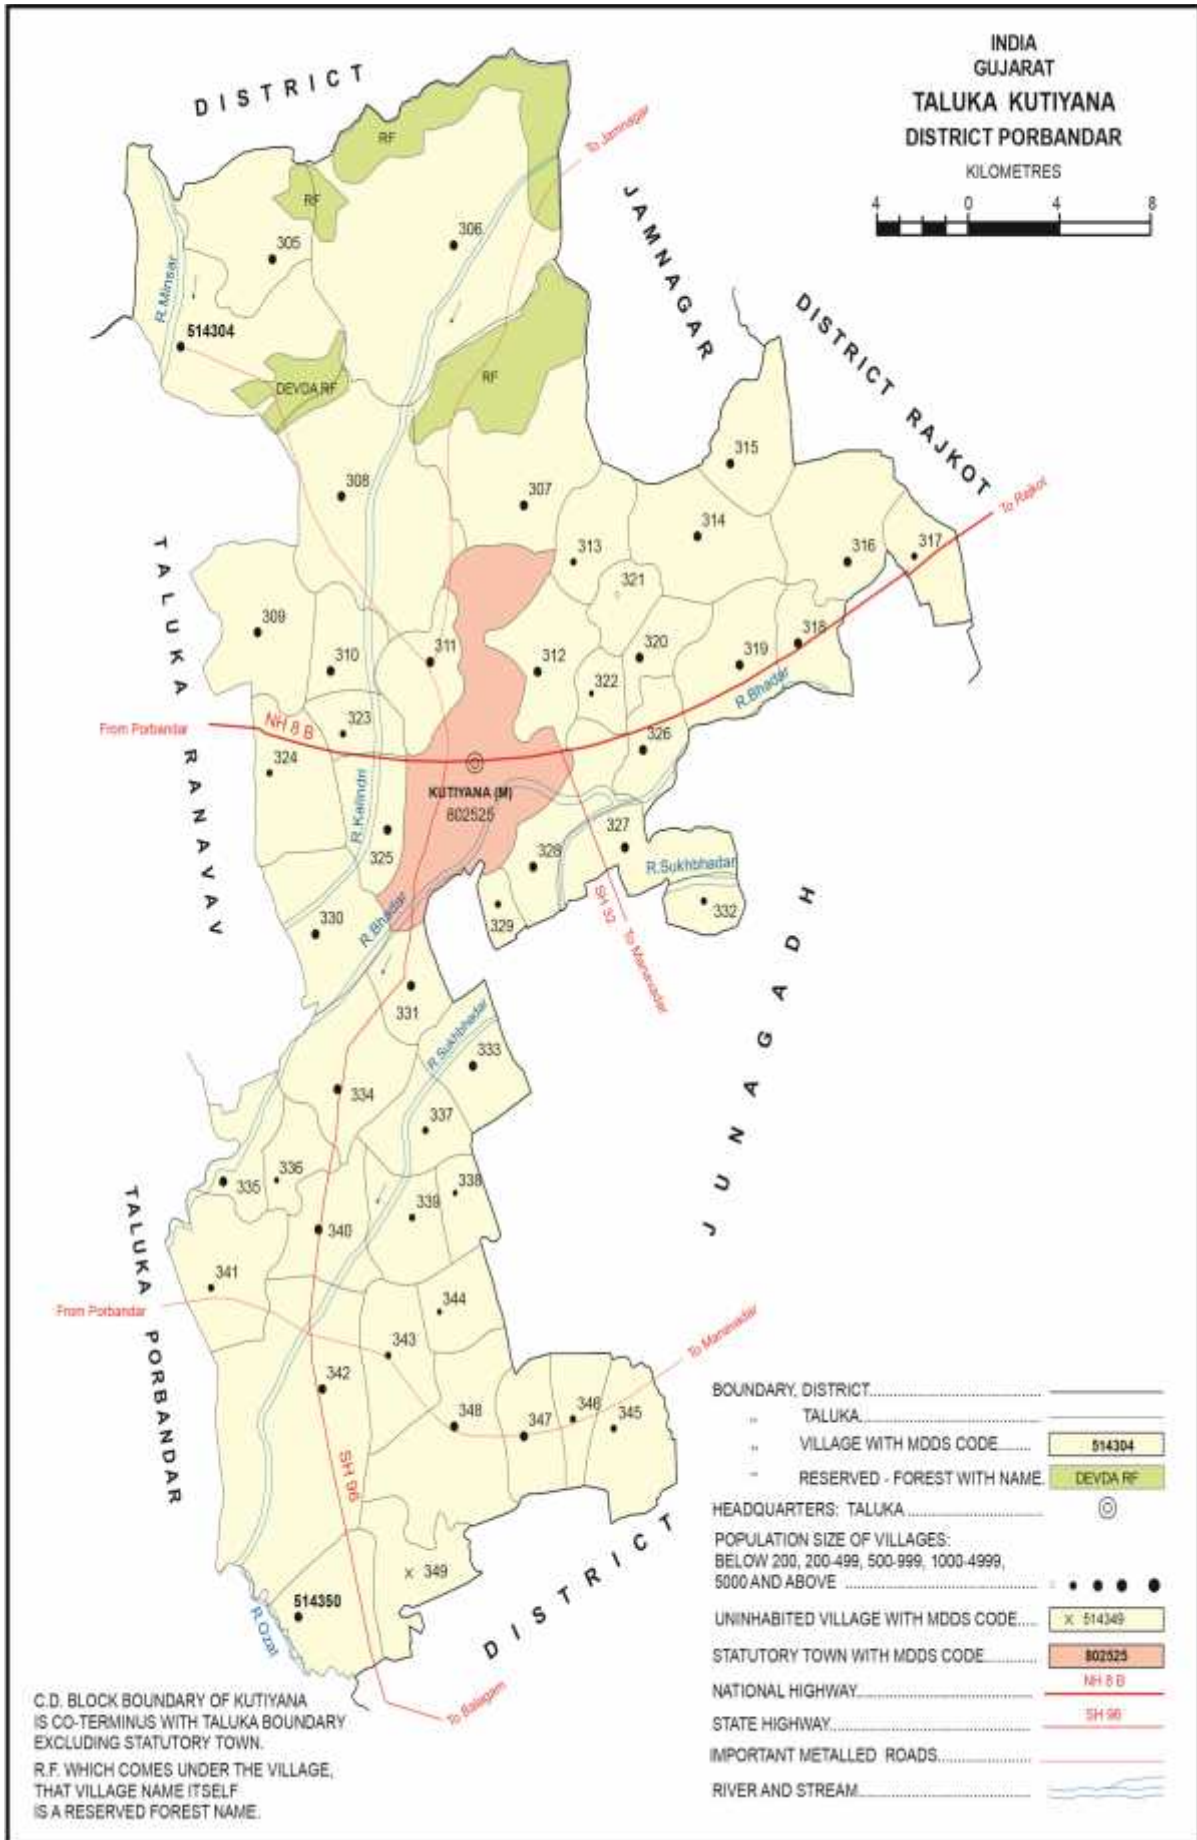 INDIA
GUJARAT
TALUKA KUTIYANA
DISTRICT PORBANDAR
KILOMETRES
4 0 4 8
DISTRICT
JAMNAGAR
DISTRICT RAJKOT
To Jamnagar
RF
RF
305
306
R.Minsar
514304
DEVDA RF
RF
315
To Rajkot
308
307
314
313
316
317
321
TALUKA RANAVAV
309
310
311
312
320
319
318
322
R.Bhadar
From Porbandar
NH 8 B
323
324
326
R.Kalindri
KUTIYANA (M)
802525
325
327
328
R.Sukhbhadar
332
330
R.Bhadar
329
SH 32
To Manavadar
331
R.Sukhbhadar
333
334
337
JUNAGADH
335
336
338
339
340
TALUKA PORBANDAR
341
From Porbandar
344
343
To Manavadar
342
348
347
346
345
SH 96
349
514350
R.Ozat
DISTRICT
To Balagam
BOUNDARY, DISTRICT
,, TALUKA
,, VILLAGE WITH MDDS CODE 514304
,, RESERVED - FOREST WITH NAME. DEVDA RF
HEADQUARTERS: TALUKA
POPULATION SIZE OF VILLAGES:
BELOW 200, 200-499, 500-999, 1000-4999,
5000 AND ABOVE
UNINHABITED VILLAGE WITH MDDS CODE X 514349
STATUTORY TOWN WITH MDDS CODE 802525
NATIONAL HIGHWAY NH 8 B
STATE HIGHWAY SH 96
IMPORTANT METALLED ROADS
RIVER AND STREAM
C.D. BLOCK BOUNDARY OF KUTIYANA
IS CO-TERMINUS WITH TALUKA BOUNDARY
EXCLUDING STATUTORY TOWN.
R.F. WHICH COMES UNDER THE VILLAGE,
THAT VILLAGE NAME ITSELF
IS A RESERVED FOREST NAME.